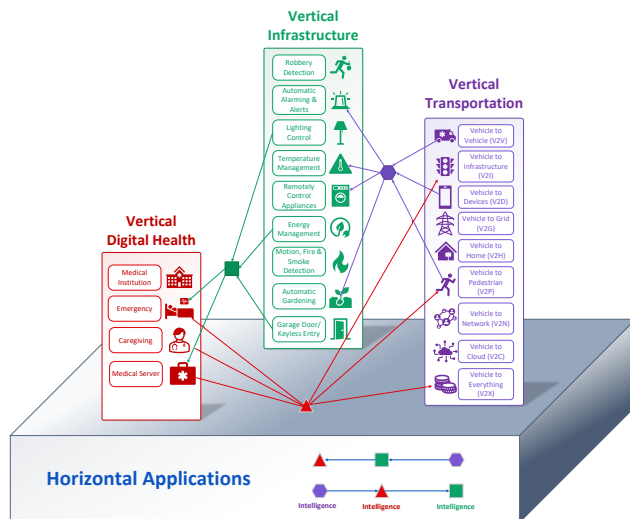 Vertical
Infrastructure
Robbery
Detection
Automatic
Alarming &
Alerts
Lighting
Control
Temperature
Management
Remotely
Control
Appliances
Energy
Management
Motion, Fire &
Smoke
Detection
Automatic
Gardening
Garage Door/
Keyless Entry
Vertical
Transportation
Vehicle to
Vehicle (V2V)
Vehicle to
Infrastructure
(V2I)
Vehicle to
Devices (V2D)
Vehicle to Grid
(V2G)
Vehicle to
Home (V2H)
Vehicle to
Pedestrian
(V2P)
Vehicle to
Network (V2N)
Vehicle to
Cloud (V2C)
Vehicle to
Everything
(V2X)
Vertical
Digital Health
Medical
Institution
Emergency
Caregiving
Medical Server
Horizontal Applications
Intelligence
Intelligence
Intelligence